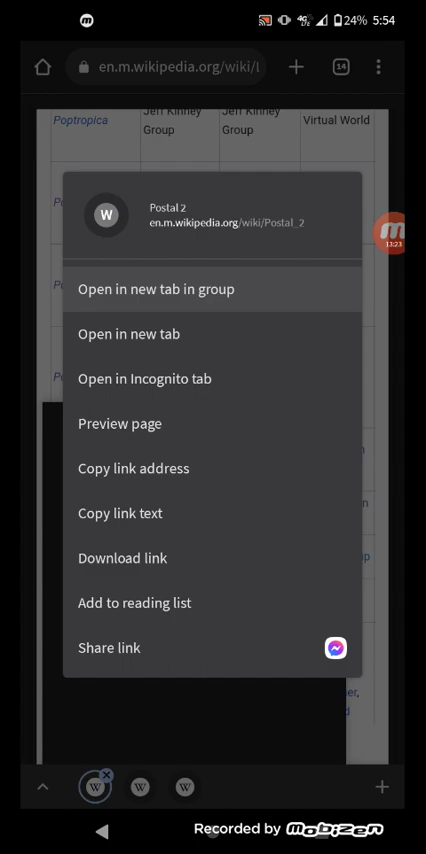 24% 5:54
en.m.wikipedia.org/wiki/L
14
Poptropica
Jeff Kinney
Group
Jeff Kinney
Group
Virtual World
W
Postal 2
en.m.wikipedia.org/wiki/Postal_2
13:23
Open in new tab in group
Open in new tab
Open in Incognito tab
Preview page
Copy link address
Copy link text
Download link
Add to reading list
Share link
W
W
W
Recorded by mobizen